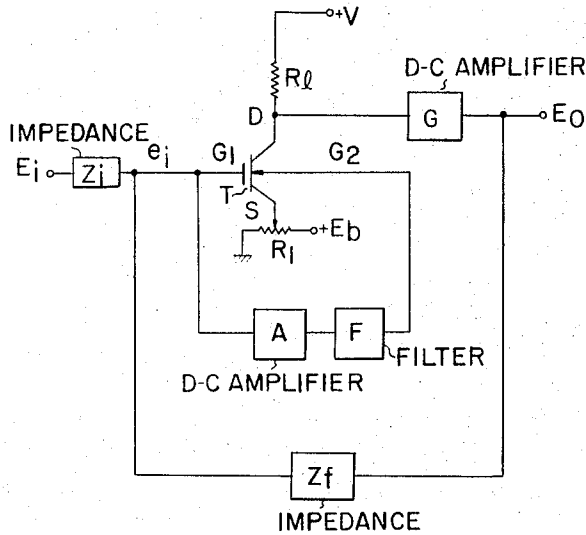 +V
Rℓ
D-C AMPLIFIER
D
G
EO
IMPEDANCE
Ei
Zi
ei
G1
G2
T
S
+Eb
R1
A
F
FILTER
D-C AMPLIFIER
Zf
IMPEDANCE